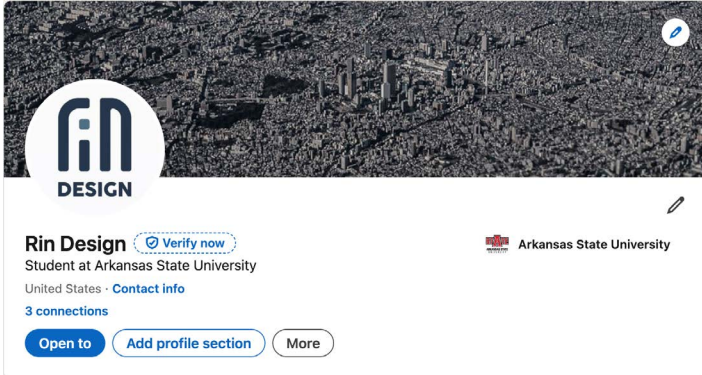 fin
DESIGN
Rin Design Verify now
Arkansas State University
Student at Arkansas State University
United States · Contact info
3 connections
Open to Add profile section More